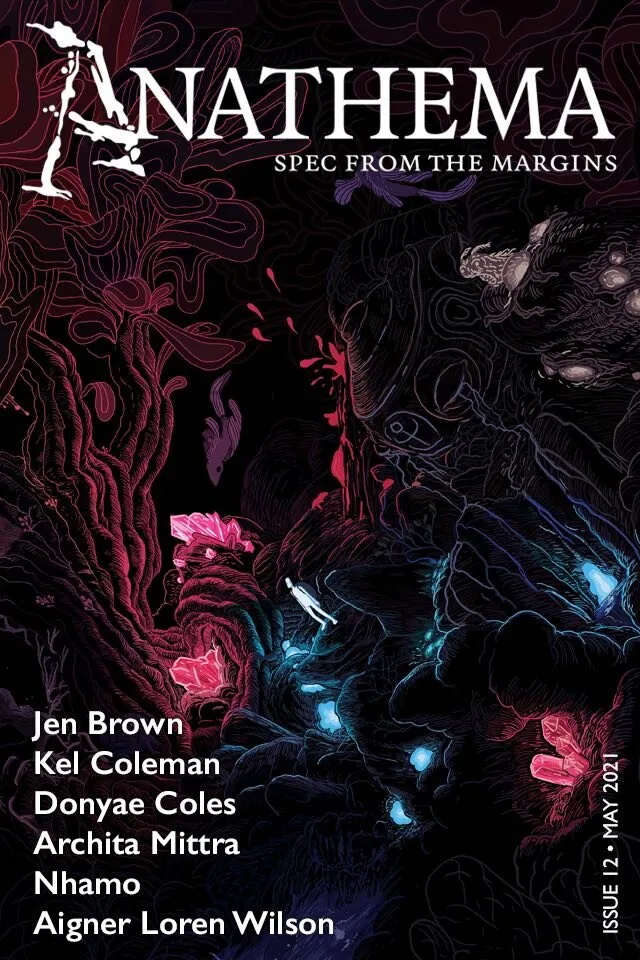 ANATHEMA
SPEC FROM THE MARGINS
Jen Brown
Kel Coleman
Donyae Coles
Archita Mittra
Nhamo
Aigner Loren Wilson
ISSUE 12 • MAY 2021